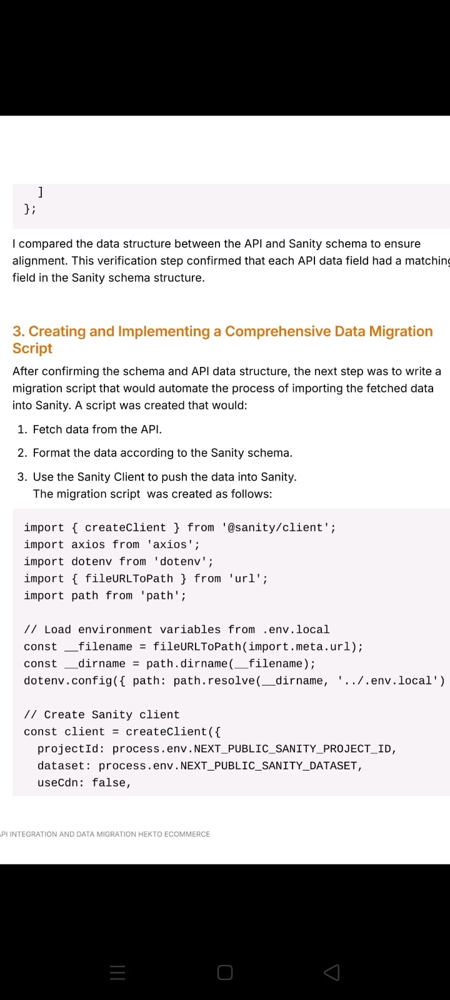 ]
};
I compared the data structure between the API and Sanity schema to ensure
alignment. This verification step confirmed that each API data field had a matching
field in the Sanity schema structure.
3. Creating and Implementing a Comprehensive Data Migration
Script
After confirming the schema and API data structure, the next step was to write a
migration script that would automate the process of importing the fetched data
into Sanity. A script was created that would:
1. Fetch data from the API.
2. Format the data according to the Sanity schema.
3. Use the Sanity Client to push the data into Sanity.
The migration script was created as follows:
import { createClient } from '@sanity/client';
import axios from 'axios';
import dotenv from 'dotenv';
import { fileURLToPath } from 'url';
import path from 'path';
// Load environment variables from .env.local
const __filename = fileURLToPath(import.meta.url);
const __dirname = path.dirname(__filename);
dotenv.config({ path: path.resolve(__dirname, '../.env.local')
// Create Sanity client
const client = createClient({
projectId: process.env.NEXT_PUBLIC_SANITY_PROJECT_ID,
dataset: process.env.NEXT_PUBLIC_SANITY_DATASET,
useCdn: false,
API INTEGRATION AND DATA MIGRATION HEKTO ECOMMERCE